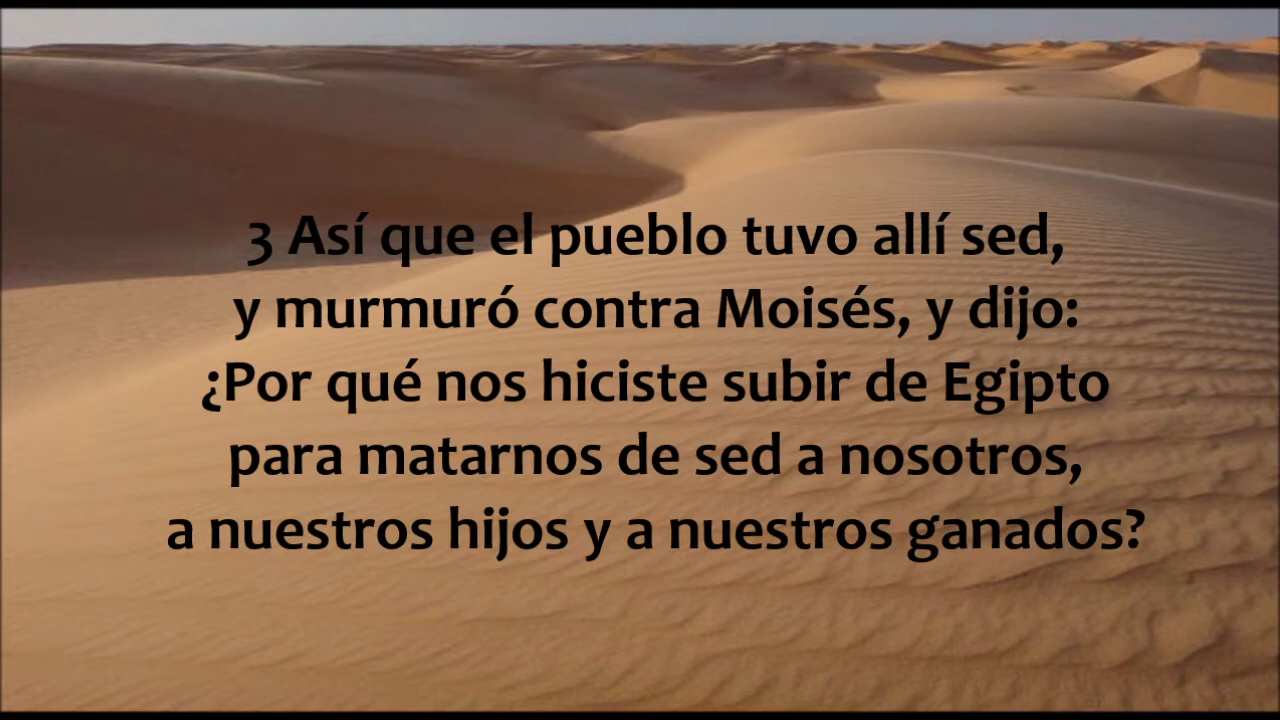 3 Así que el pueblo tuvo allí sed,
y murmuró contra Moisés, y dijo:
¿Por qué nos hiciste subir de Egipto
para matarnos de sed a nosotros,
a nuestros hijos y a nuestros ganados?